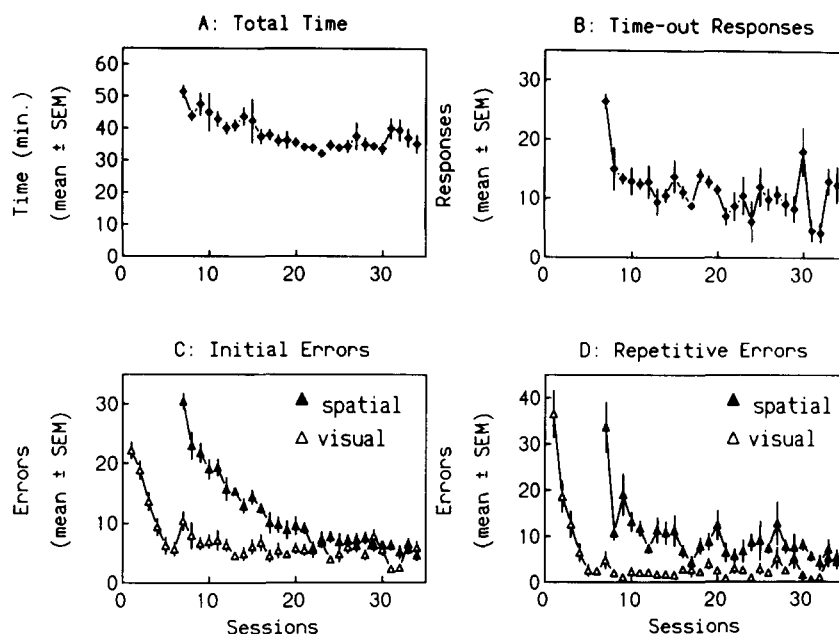 A: Total Time
B: Time-out Responses
Time (min.)
(mean ± SEM)
60
50
40
30
20
10
0
0 10 20 30
Responses
(mean ± SEM)
30
20
10
0
0 10 20 30
C: Initial Errors
D: Repetitive Errors
Errors
(mean ± SEM)
30
20
10
0
spatial
visual
0 10 20 30
Sessions
Errors
(mean ± SEM)
40
30
20
10
0
spatial
visual
0 10 20 30
Sessions